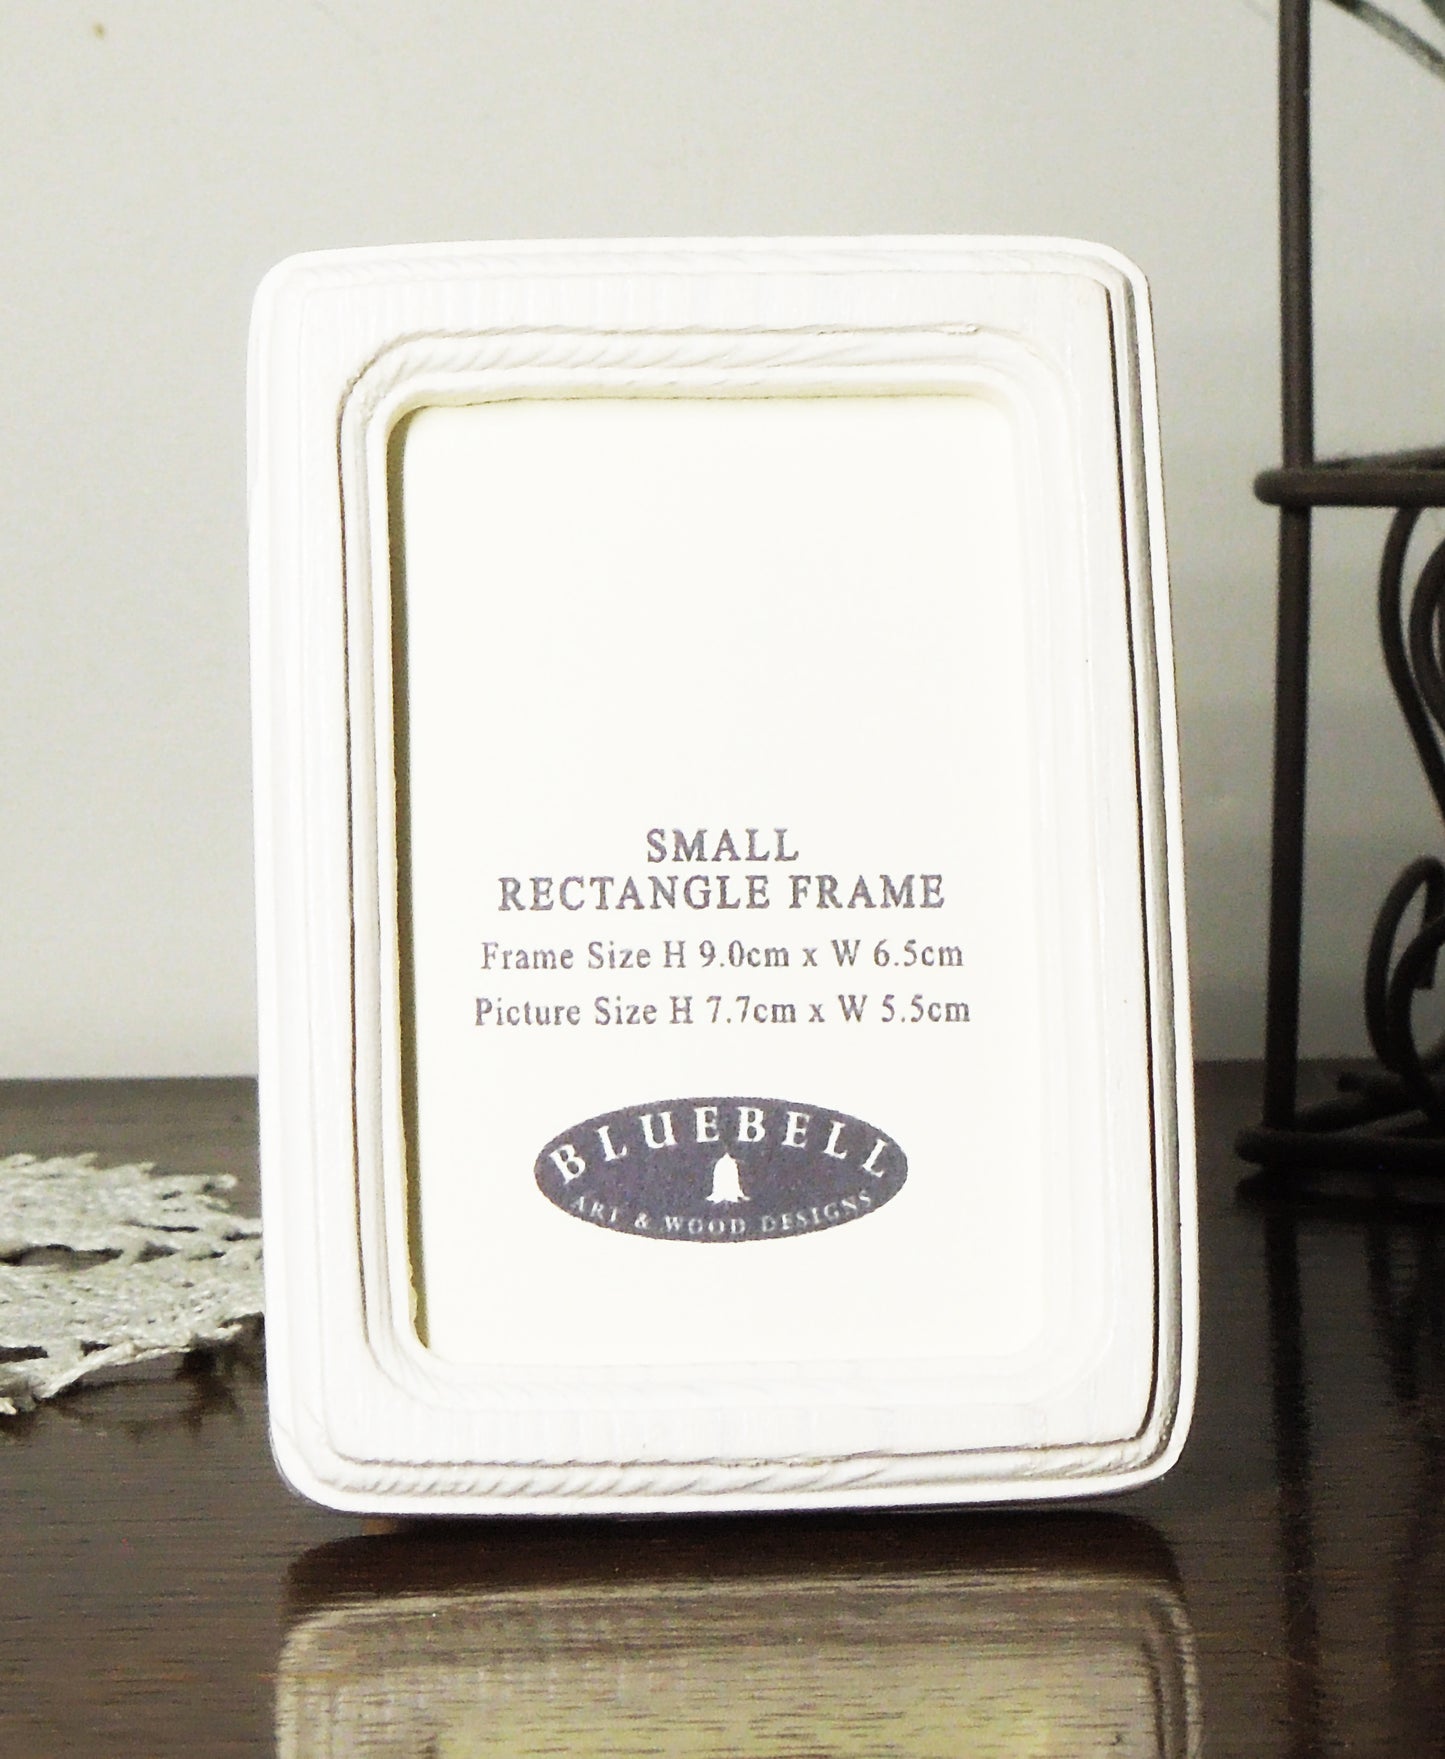 SMALL
RECTANGLE FRAME
Frame Size H 9.0cm x W 6.5cm
Picture Size H 7.7cm x W 5.5cm
BLUEBELL
ART & WOOD DESIGNS